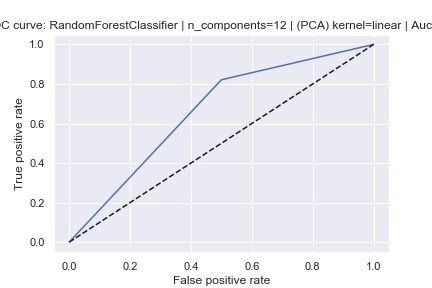 OC curve: RandomForestClassifier | n_components=12 | (PCA) kernel=linear | Auc
1.0
0.8
0.6
0.4
0.2
0.0
True positive rate
0.0 0.2 0.4 0.6 0.8 1.0
False positive rate